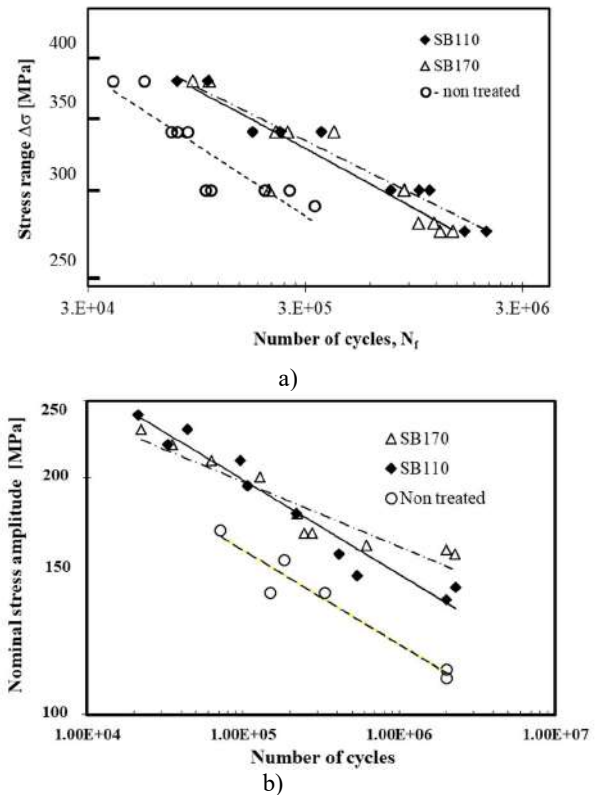 400
350
300
250
Stress range Δσ [MPa]
SB110
SB170
- non treated
3.E+04 3.E+05 3.E+06
Number of cycles, N_f
a)
250
200
150
100
Nominal stress amplitude [MPa]
SB170
SB110
Non treated
1.00E+04 1.00E+05 1.00E+06 1.00E+07
Number of cycles
b)